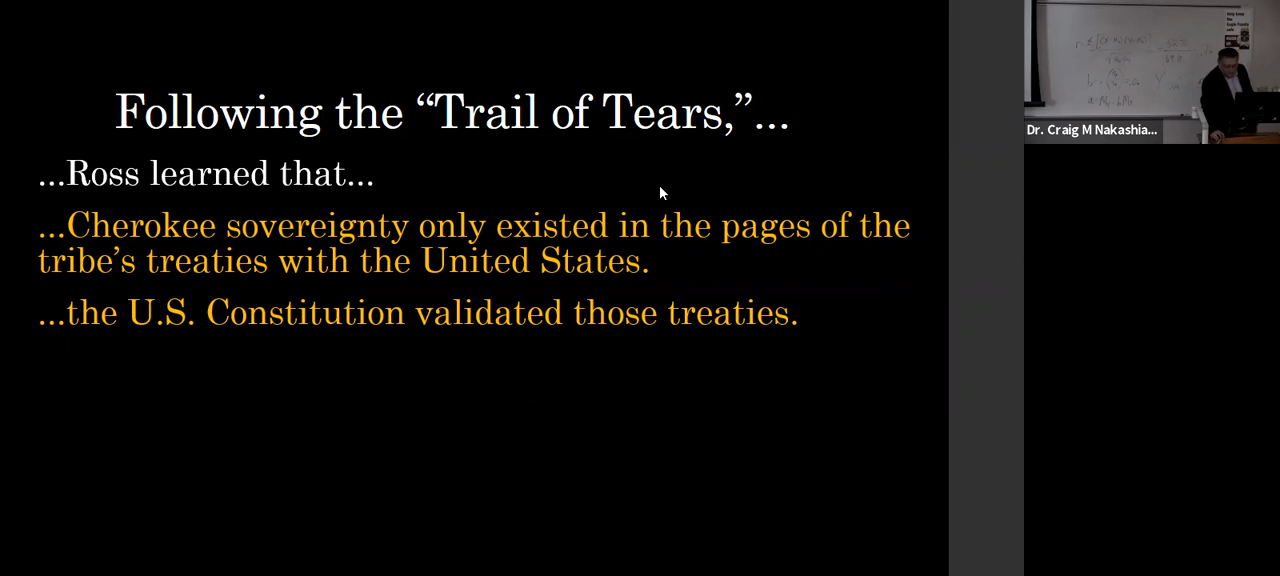 Following the “Trail of Tears,”...
...Ross learned that...
...Cherokee sovereignty only existed in the pages of the
tribe’s treaties with the United States.
...the U.S. Constitution validated those treaties.
Dr. Craig M Nakashia...